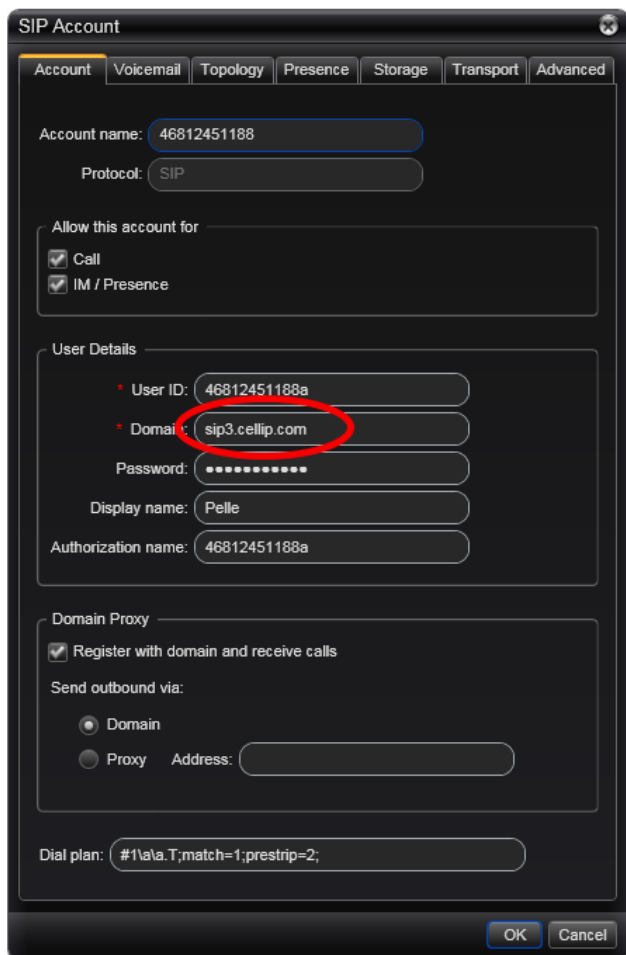 SIP Account
Account Voicemail Topology Presence Storage Transport Advanced
Account name: 46812451188
Protocol: SIP
Allow this account for
Call
IM / Presence
User Details
* User ID: 46812451188a
* Domain: sip3.cellip.com
Password: ●●●●●●●●●●●
Display name: Pelle
Authorization name: 46812451188a
Domain Proxy
Register with domain and receive calls
Send outbound via:
Domain
Proxy Address:
Dial plan: #1\a\a.T;match=1;prestrip=2;
OK Cancel